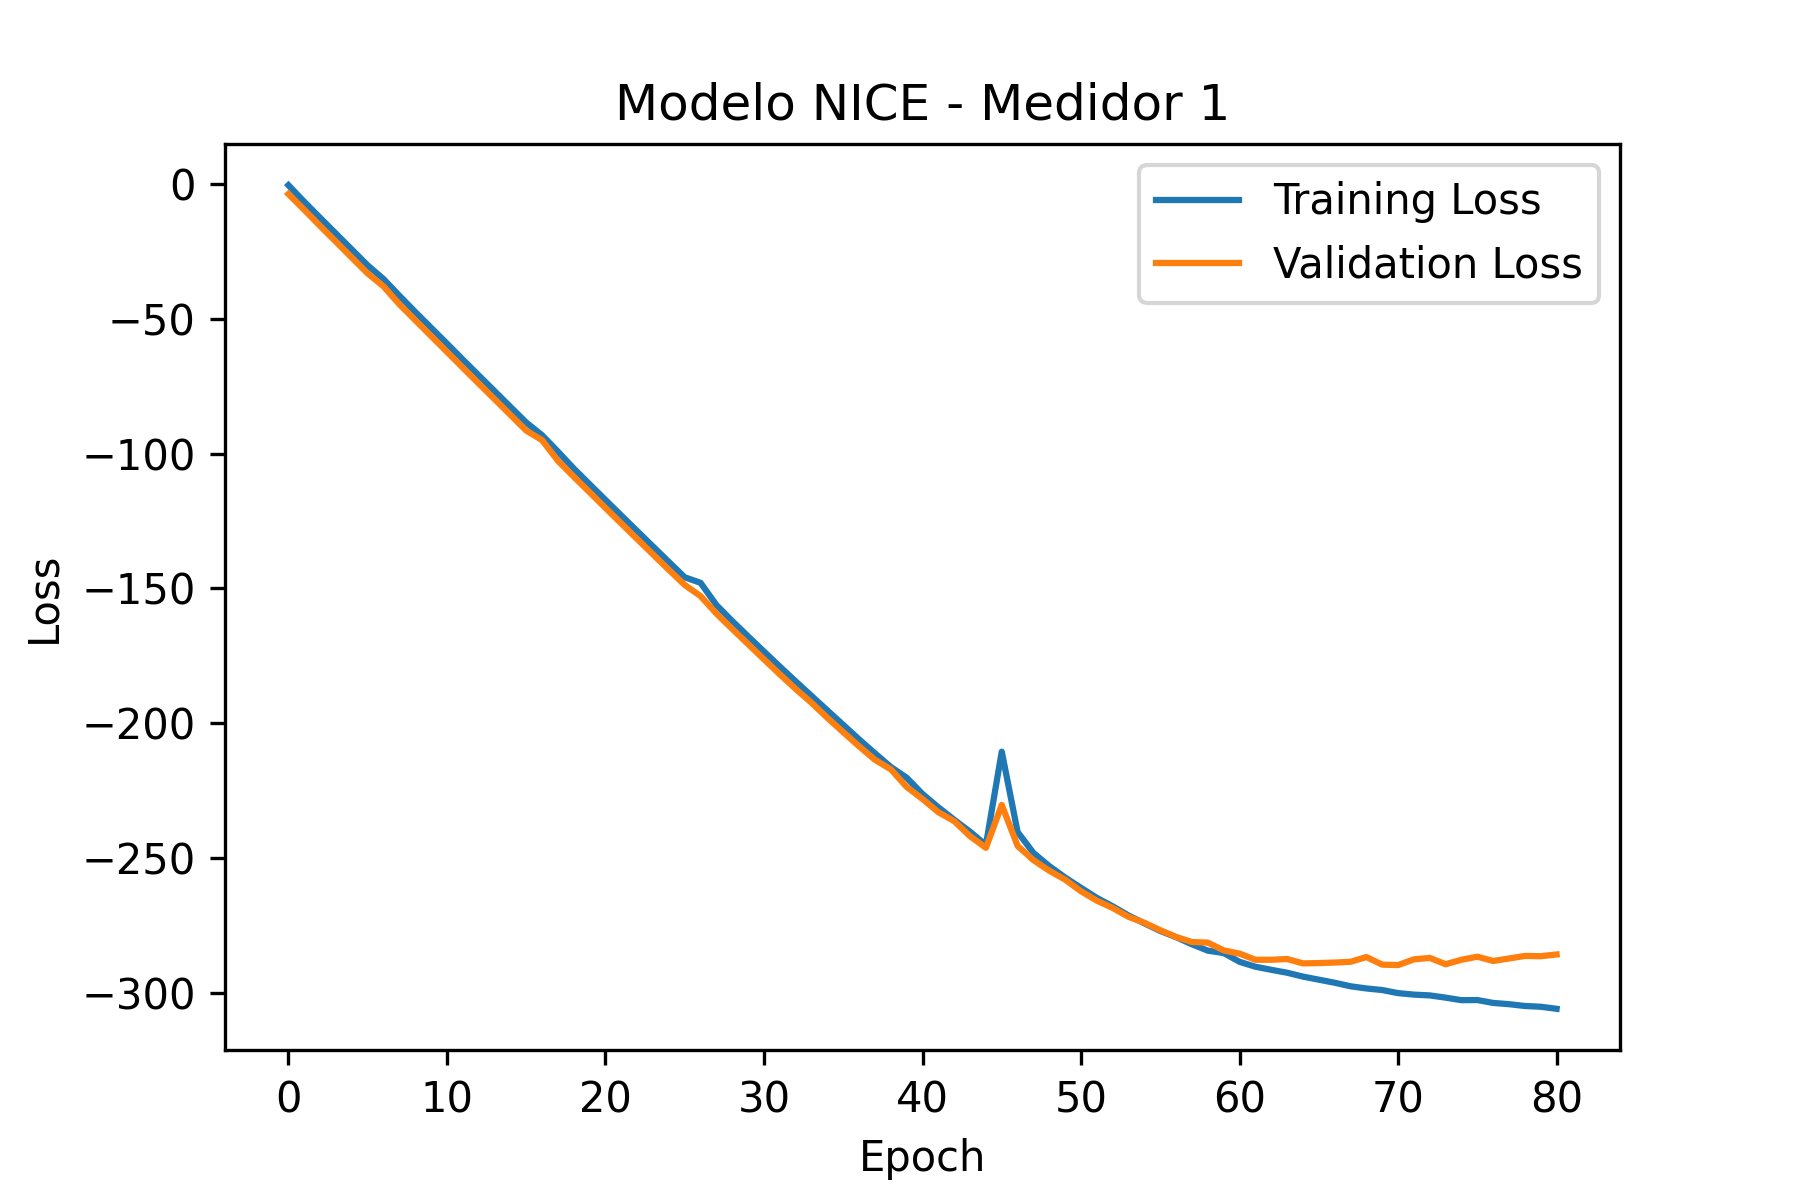 Modelo NICE - Medidor 1
Training Loss
Validation Loss
Loss
0
−50
−100
−150
−200
−250
−300
0 10 20 30 40 50 60 70 80
Epoch